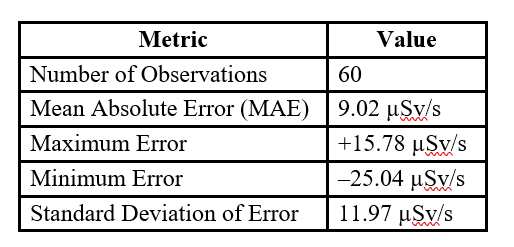 Metric Value
Number of Observations 60
Mean Absolute Error (MAE) 9.02 μSv/s
Maximum Error +15.78 μSv/s
Minimum Error –25.04 μSv/s
Standard Deviation of Error 11.97 μSv/s